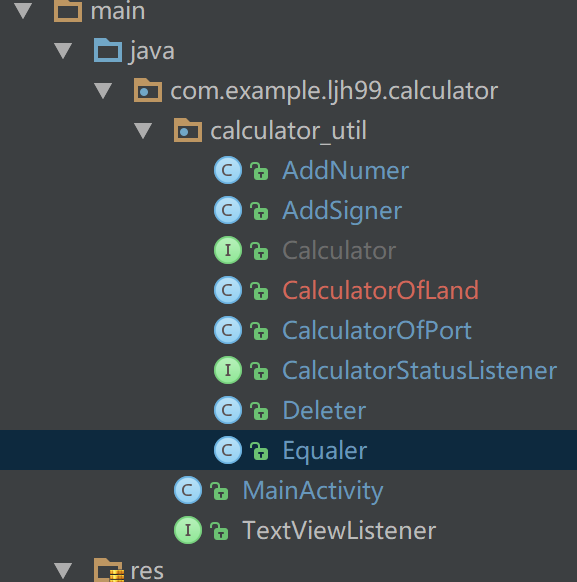 main
java
com.example.ljh99.calculator
calculator_util
C AddNumer
C AddSigner
I Calculator
C CalculatorOfLand
C CalculatorOfPort
I CalculatorStatusListener
C Deleter
C Equaler
C MainActivity
I TextViewListener
res